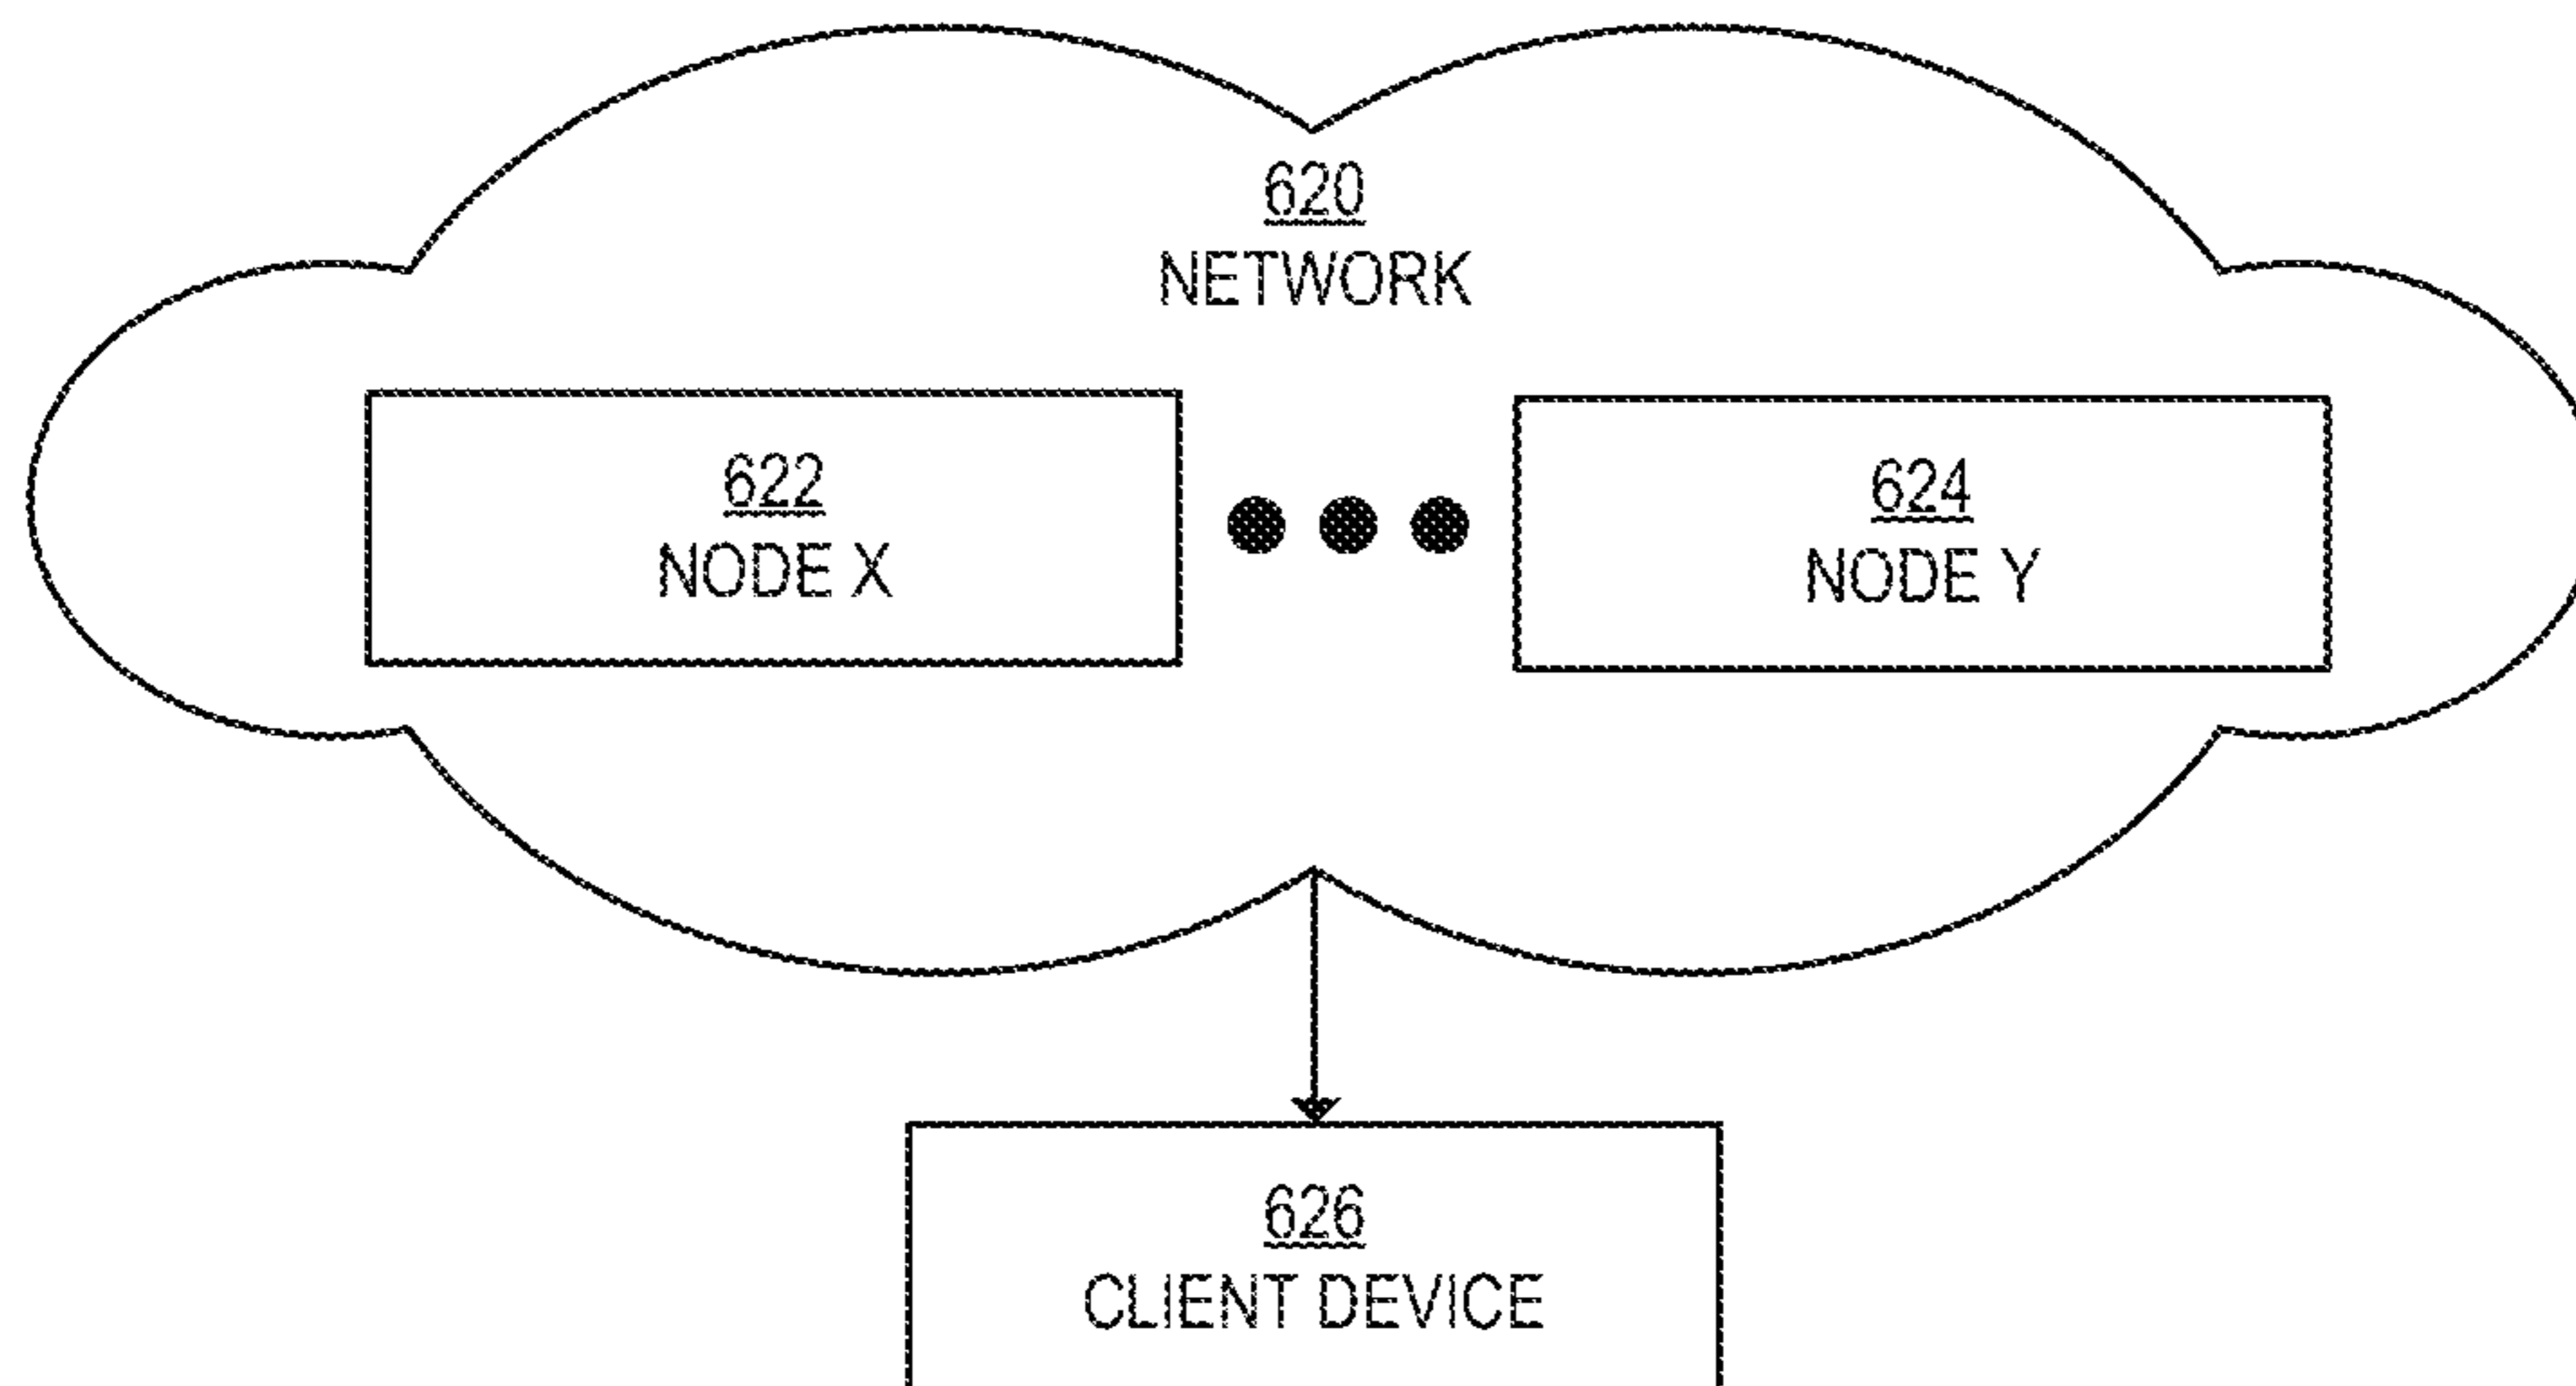 620
NETWORK
622
NODE X
624
NODE Y
626
CLIENT DEVICE